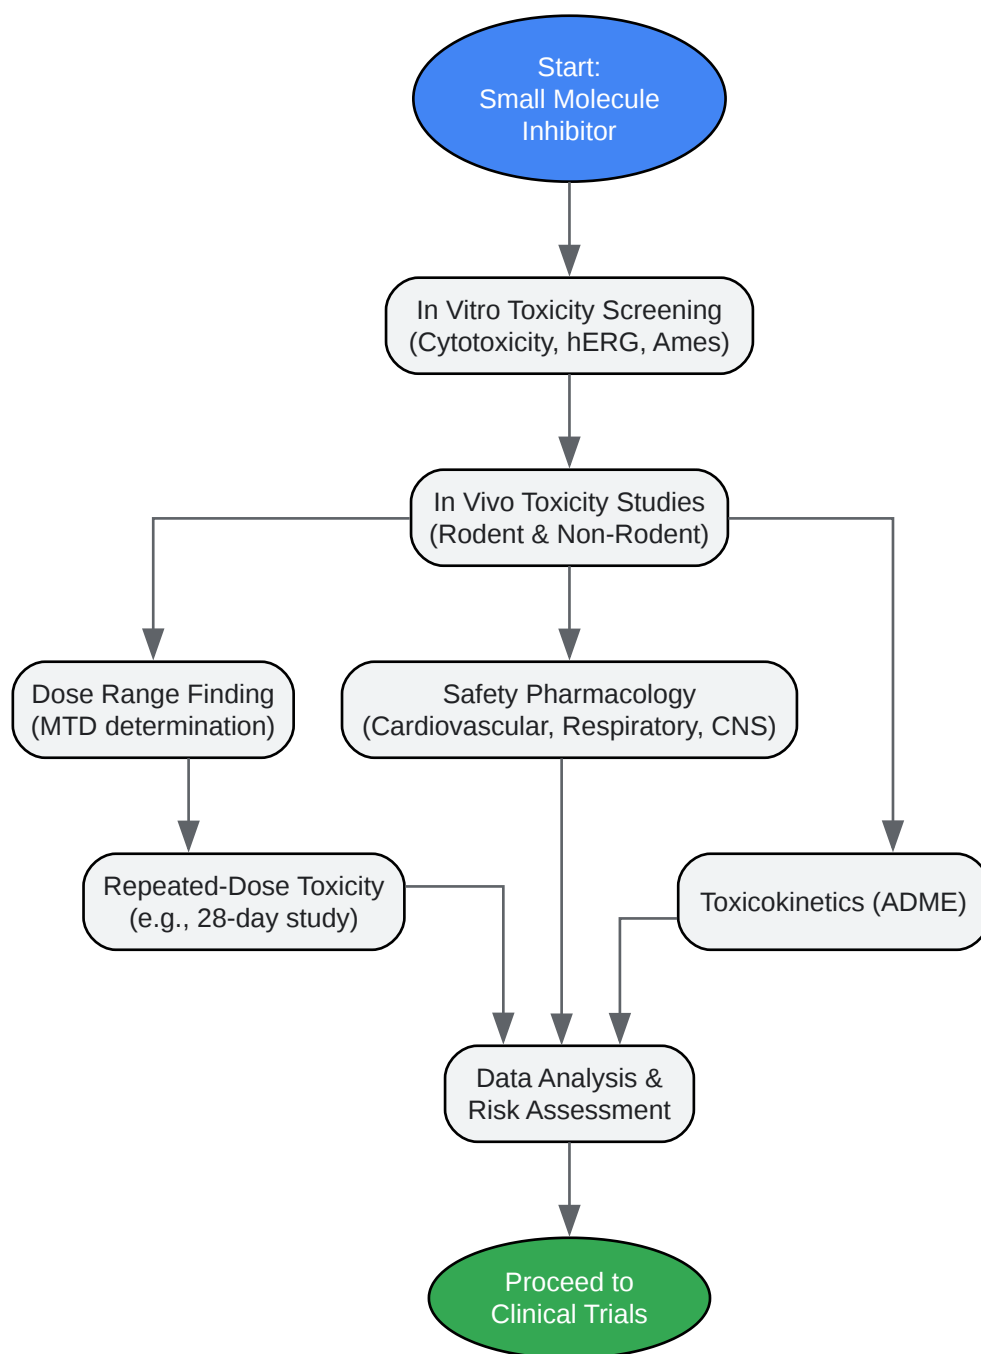 Start:
Small Molecule
Inhibitor
In Vitro Toxicity Screening
(Cytotoxicity, hERG, Ames)
In Vivo Toxicity Studies
(Rodent & Non-Rodent)
Dose Range Finding
(MTD determination)
Safety Pharmacology
(Cardiovascular, Respiratory, CNS)
Repeated-Dose Toxicity
(e.g., 28-day study)
Toxicokinetics (ADME)
Data Analysis &
Risk Assessment
Proceed to
Clinical Trials